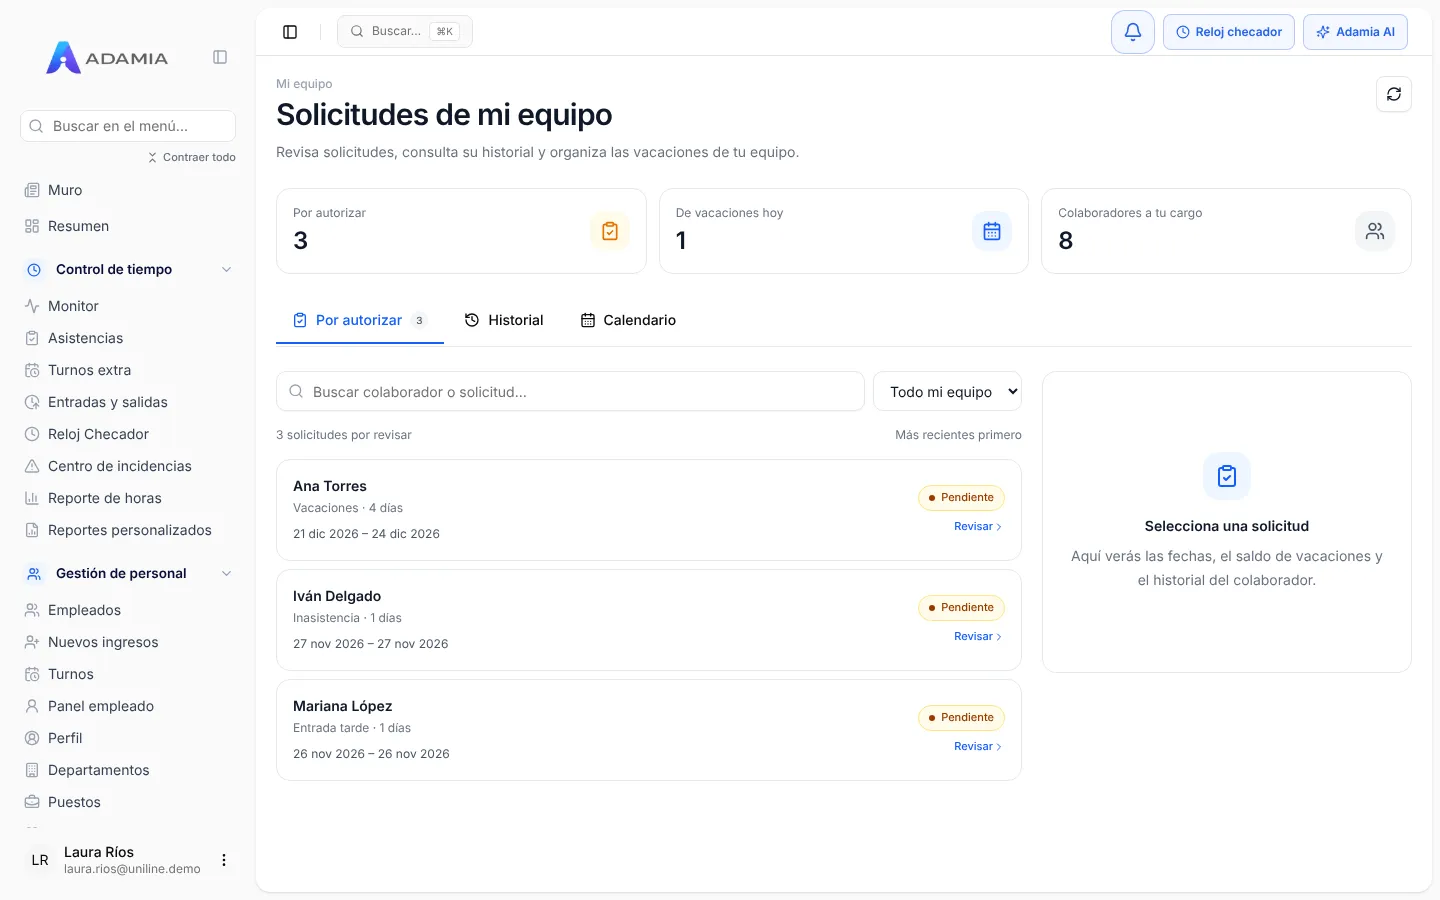 ADAMIA
Buscar en el menú...
Contraer todo
Muro
Resumen
Control de tiempo
Monitor
Asistencias
Turnos extra
Entradas y salidas
Reloj Checador
Centro de incidencias
Reporte de horas
Reportes personalizados
Gestión de personal
Empleados
Nuevos ingresos
Turnos
Panel empleado
Perfil
Departamentos
Puestos
LR
Laura Ríos
laura.rios@uniline.demo
Buscar... ⌘K
Reloj checador
Adamia AI
Mi equipo
Solicitudes de mi equipo
Revisa solicitudes, consulta su historial y organiza las vacaciones de tu equipo.
Por autorizar
3
De vacaciones hoy
1
Colaboradores a tu cargo
8
Por autorizar 3
Historial
Calendario
Buscar colaborador o solicitud...
Todo mi equipo
3 solicitudes por revisar
Más recientes primero
Ana Torres
Vacaciones · 4 días
21 dic 2026 – 24 dic 2026
Pendiente
Revisar
Iván Delgado
Inasistencia · 1 días
27 nov 2026 – 27 nov 2026
Pendiente
Revisar
Mariana López
Entrada tarde · 1 días
26 nov 2026 – 26 nov 2026
Pendiente
Revisar
Selecciona una solicitud
Aquí verás las fechas, el saldo de vacaciones y
el historial del colaborador.